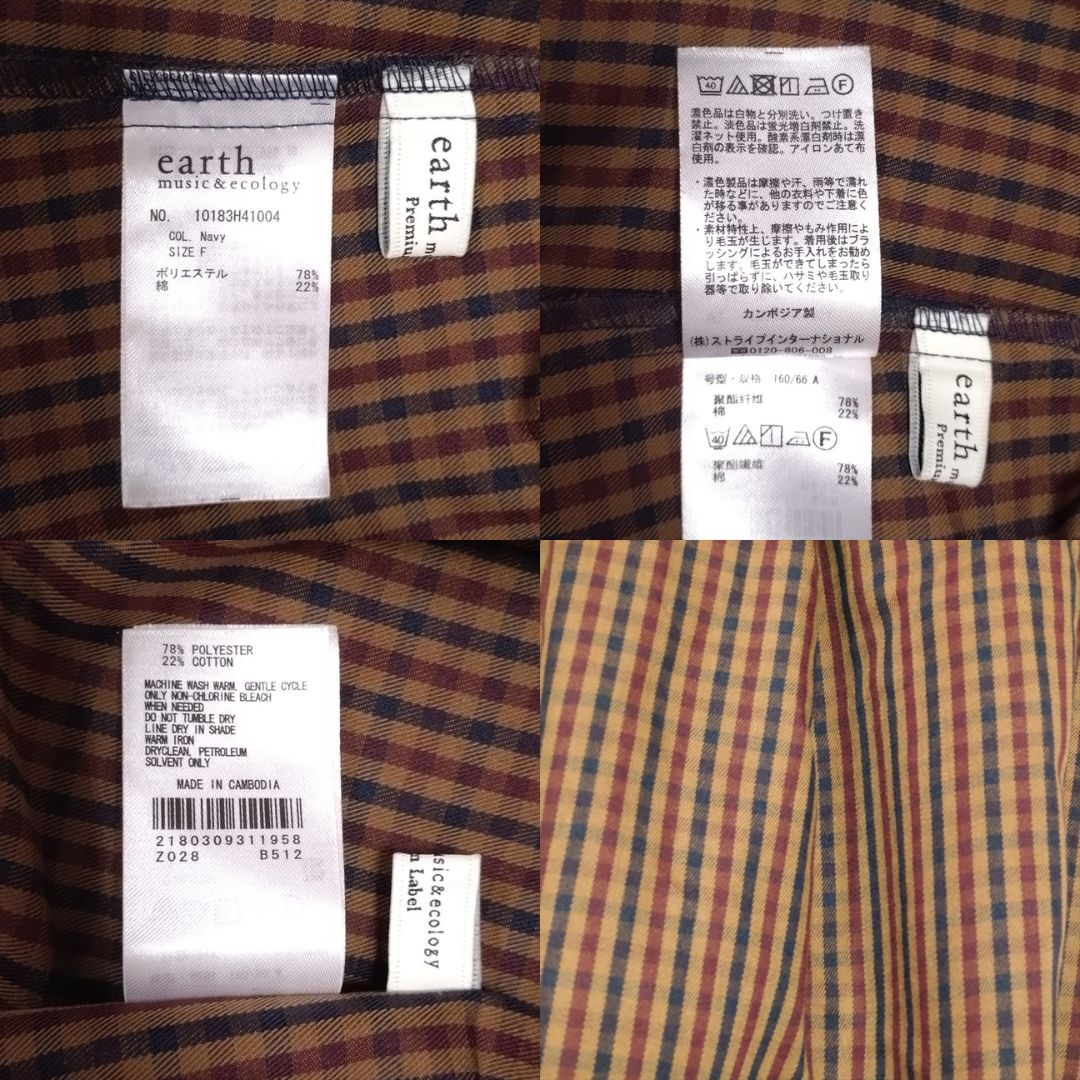 earth
music&ecology
NO. 10183H41004
COL. Navy
SIZE F
ポリエステル 78%
綿 22%
earth m
Premiu
40 F
濃色品は白物と分別洗い。つけ置き
禁止。淡色品は蛍光増白剤禁止。洗
濯ネット使用。酸素系漂白剤時は漂
白剤の表示を確認。アイロンあて布
使用。
・濃色製品は摩擦や汗、雨等で濡れ
た時などに、他の衣料や下着に色
が移る事がありますのでご注意く
ださい。
・素材特性上、摩擦やもみ作用によ
り毛玉が生じます。着用後はブラ
ッシングによるお手入れをお勧め
します。毛玉ができてしまったら
引っぱらずに、ハサミや毛玉取り
器等で取り除いてください。
カンボジア製
(株)ストライプインターナショナル
0120-806-008
号型・规格 160/66 A
聚酯纤维 78%
棉 22%
40 F
聚酯纖維 78%
棉 22%
earth m
Premiu
78% POLYESTER
22% COTTON
MACHINE WASH WARM, GENTLE CYCLE
ONLY NON-CHLORINE BLEACH
WHEN NEEDED
DO NOT TUMBLE DRY
LINE DRY IN SHADE
WARM IRON
DRYCLEAN, PETROLEUM
SOLVENT ONLY
MADE IN CAMBODIA
2180309311958
Z028 B512
usic&ecology
m Label